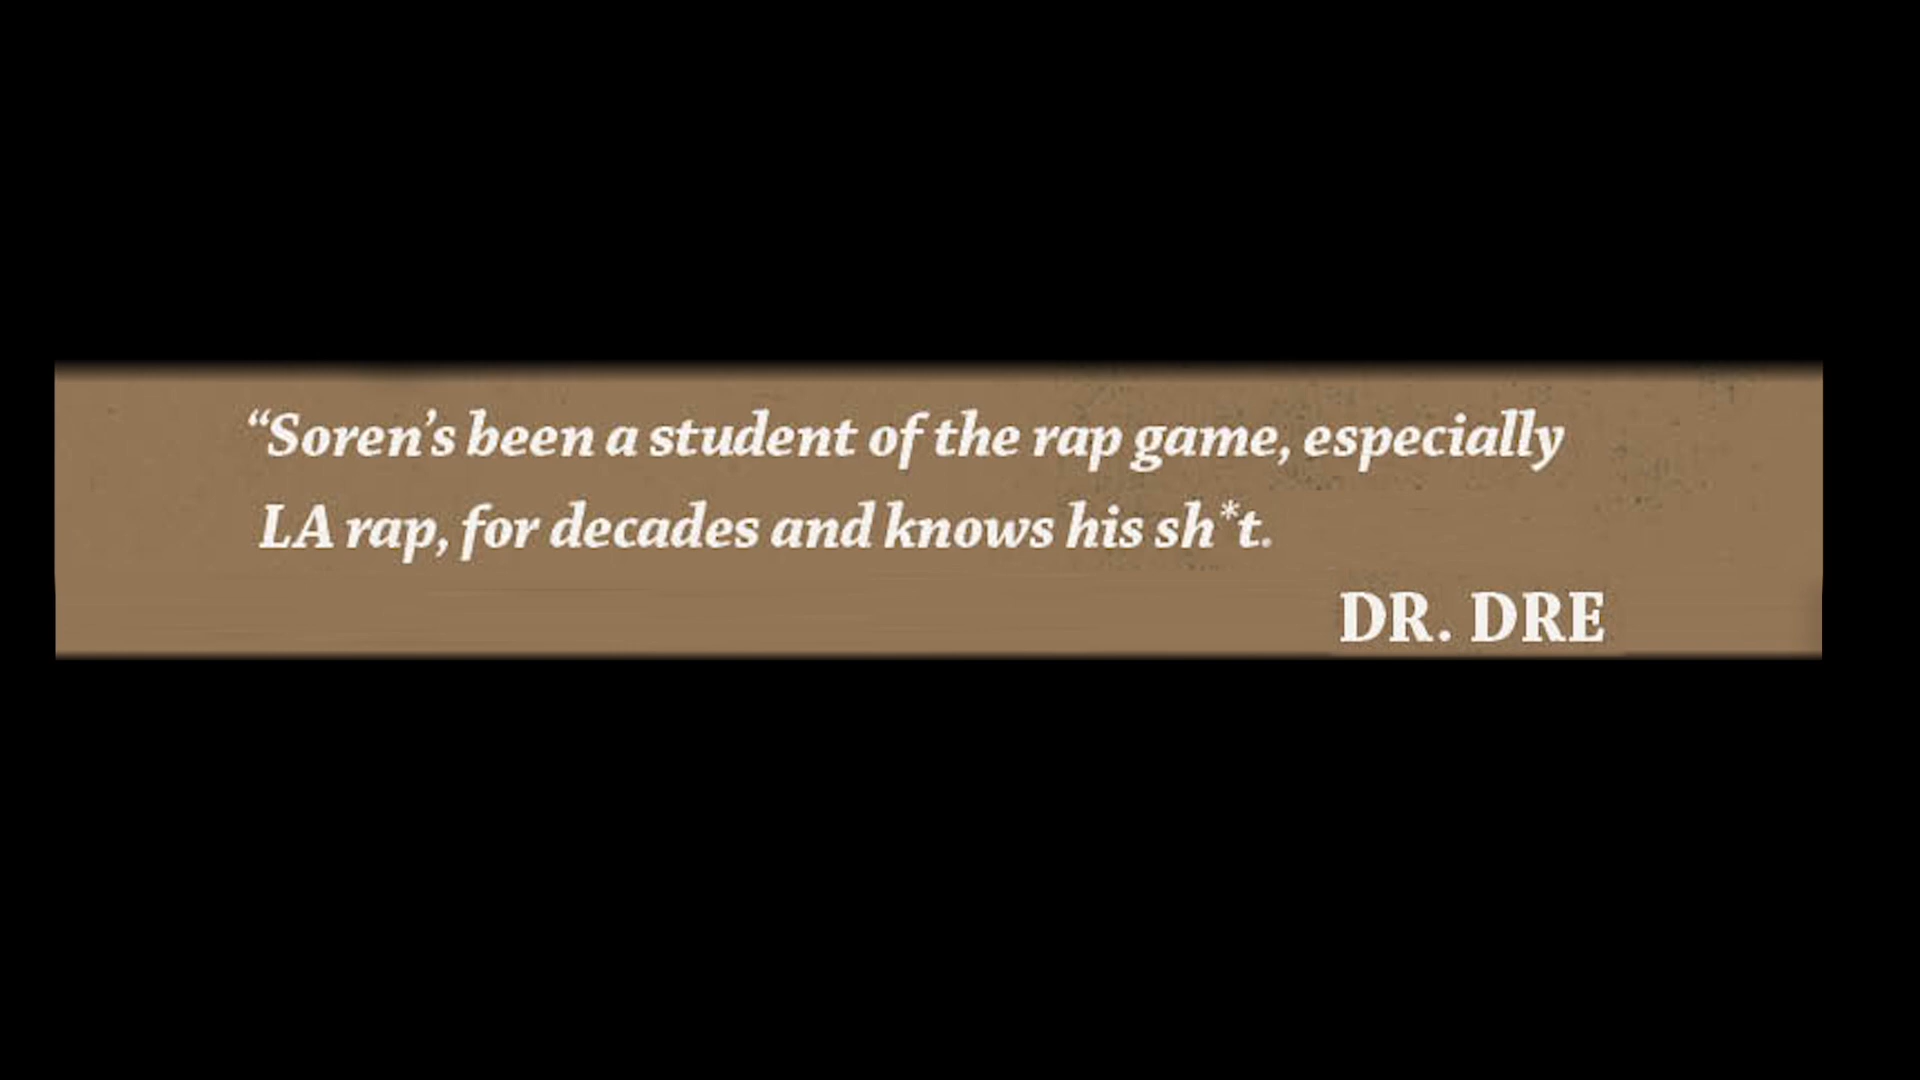 “Soren’s been a student of the rap game, especially
LA rap, for decades and knows his sh*t.
DR. DRE